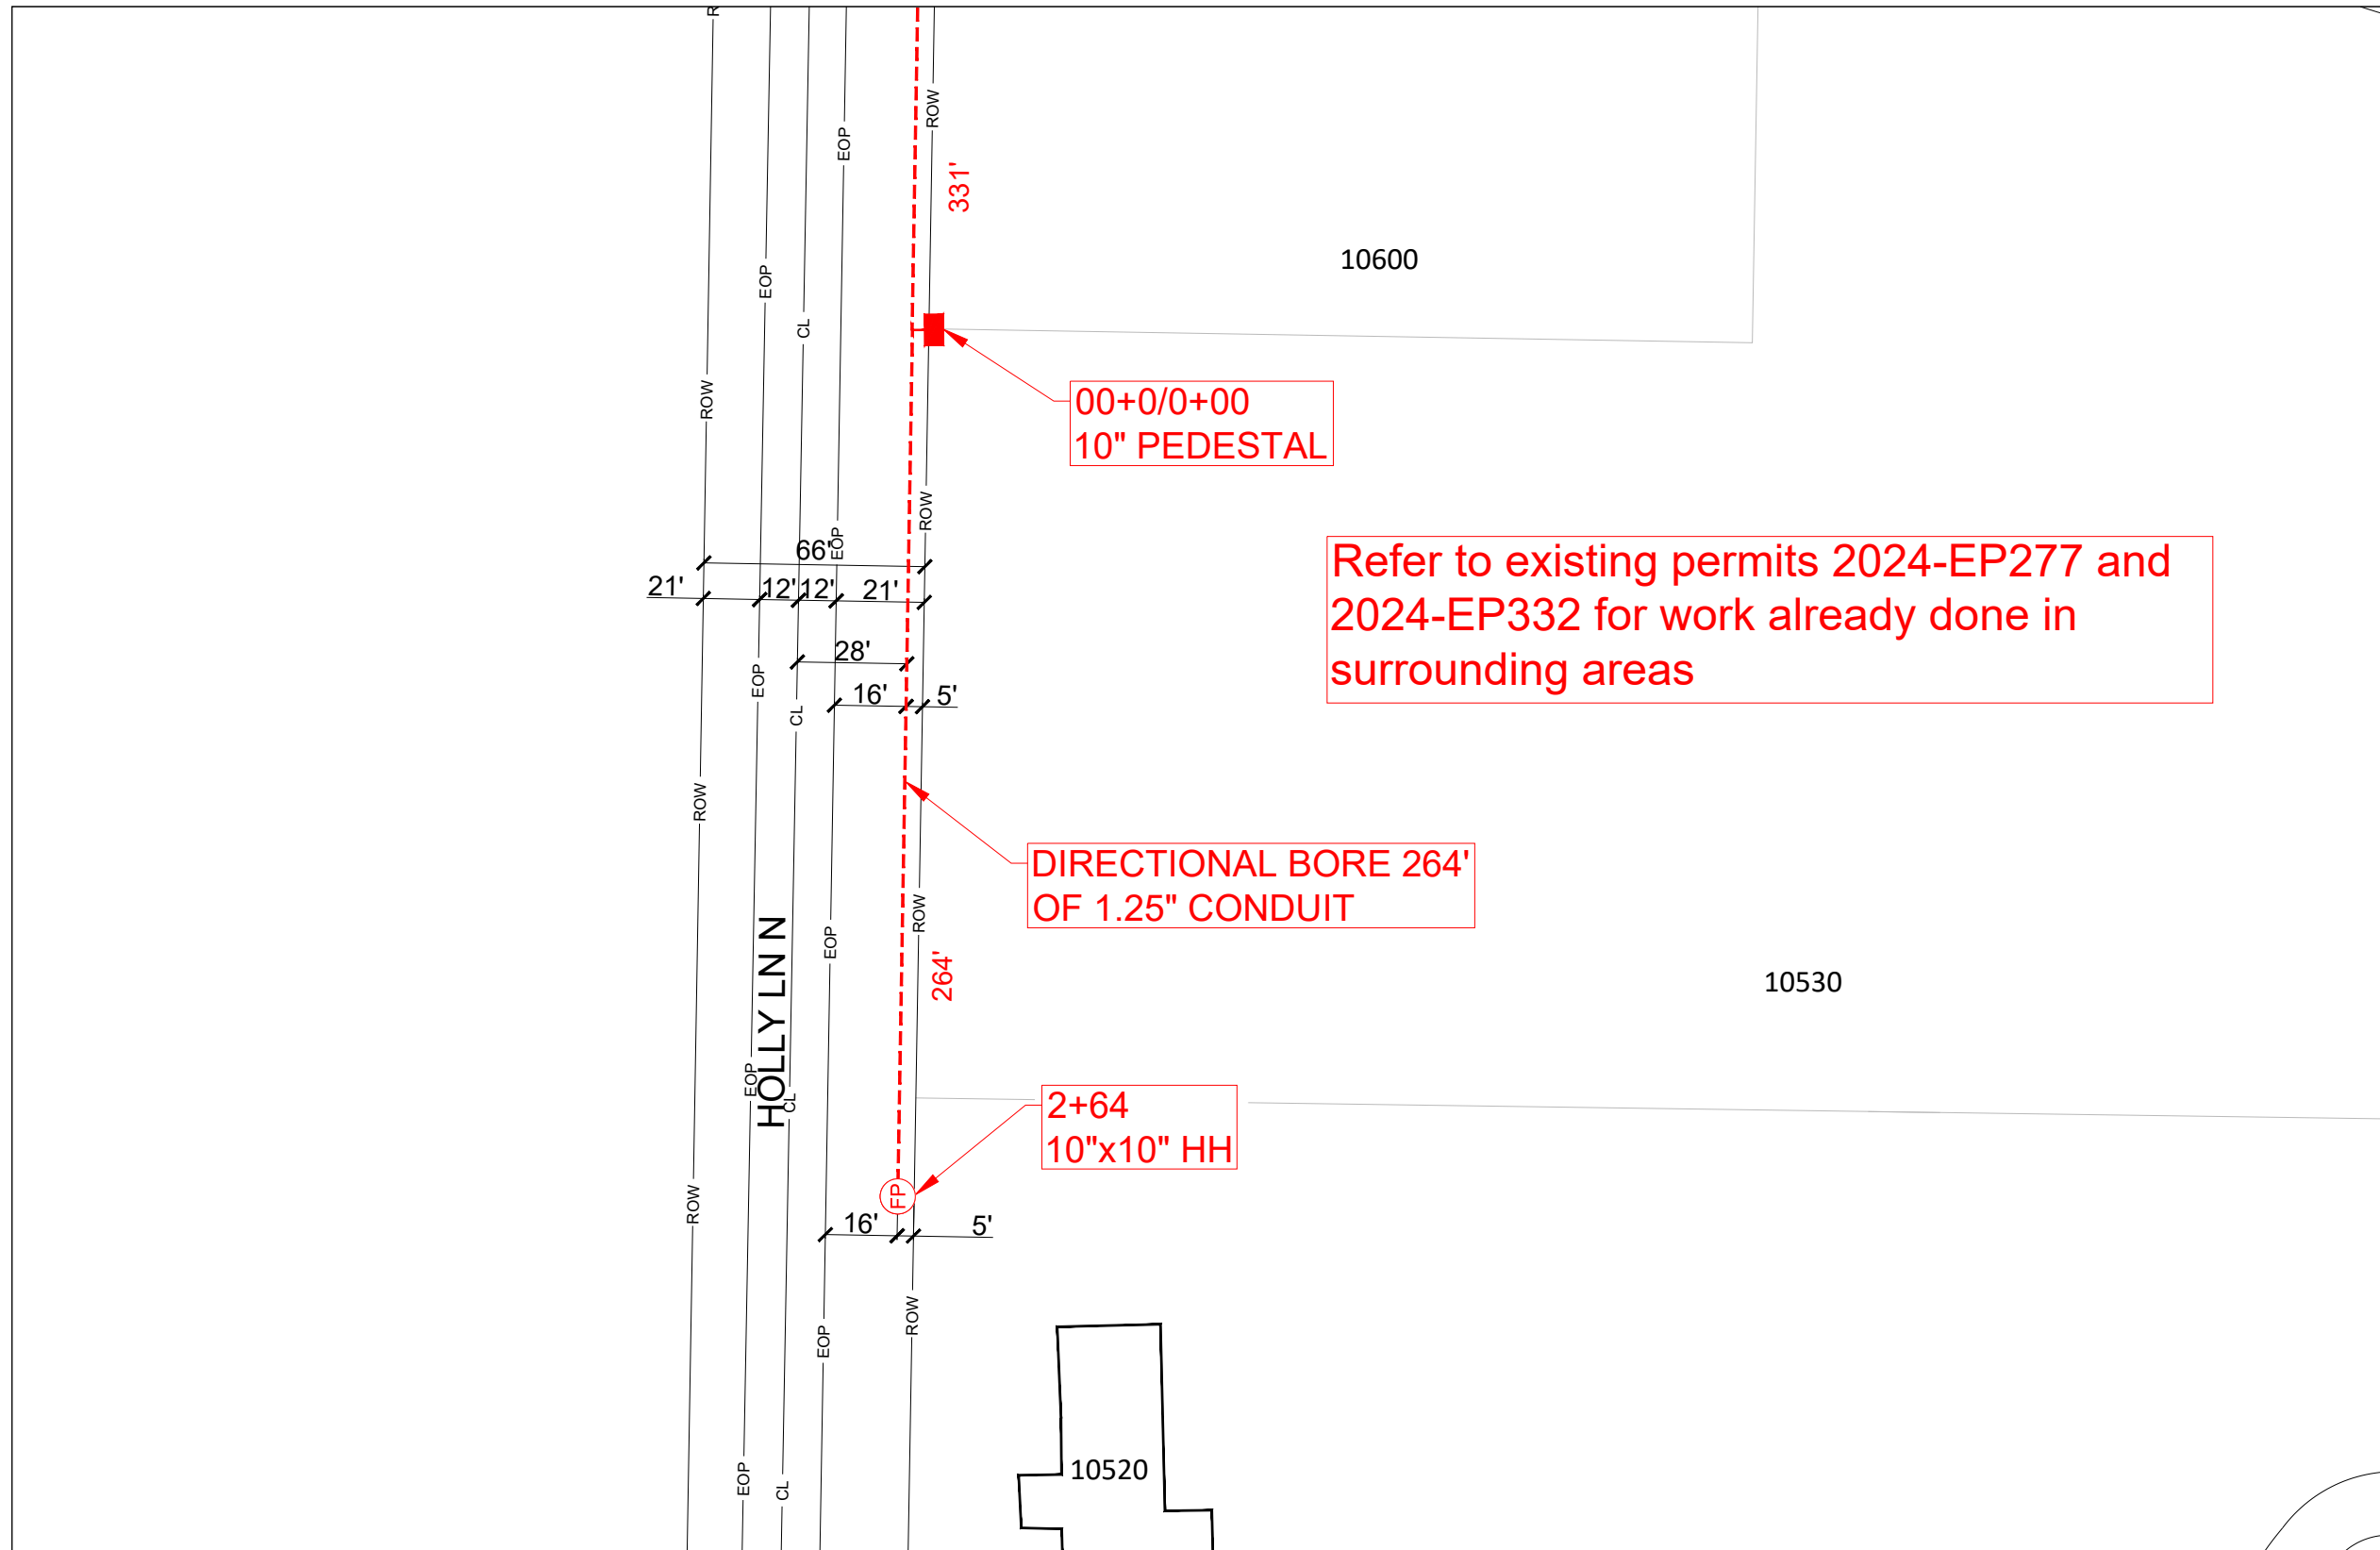 R
ROW
EOP
331'
10600
EOP
CL
ROW
00+0/0+00
10" PEDESTAL
ROW
EOP
66'
21'
12'
12'
21'
Refer to existing permits 2024-EP277 and
2024-EP332 for work already done in
surrounding areas
28'
EOP
CL
16'
5'
ROW
DIRECTIONAL BORE 264'
OF 1.25" CONDUIT
ROW
EOP
264'
HOLLY LN N
10530
EOP
CL
2+64
10"x10" HH
FP
ROW
16'
5'
ROW
EOP
10520
EOP
CL